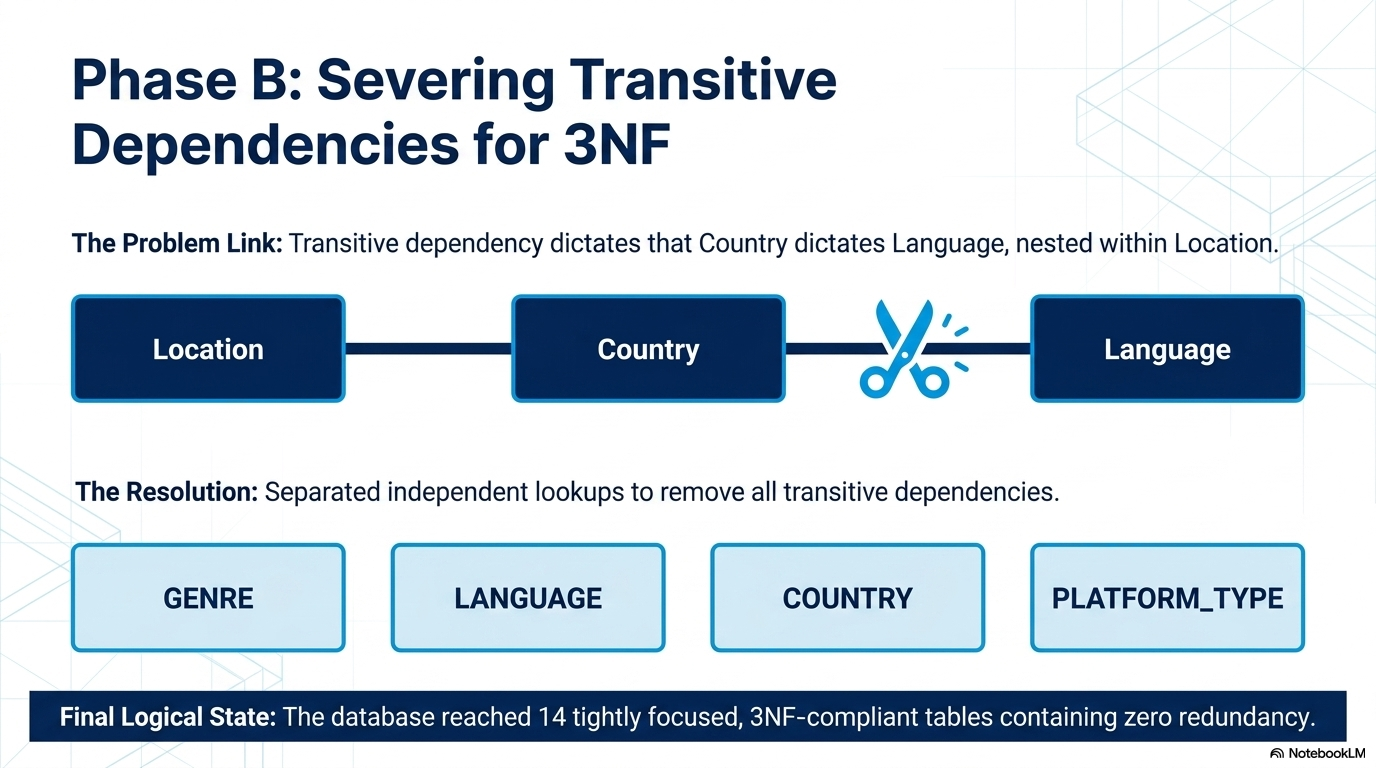 Phase B: Severing Transitive
Dependencies for 3NF
The Problem Link: Transitive dependency dictates that Country dictates Language, nested within Location.
Location
Country
Language
The Resolution: Separated independent lookups to remove all transitive dependencies.
GENRE
LANGUAGE
COUNTRY
PLATFORM_TYPE
Final Logical State: The database reached 14 tightly focused, 3NF-compliant tables containing zero redundancy.
NotebookLM